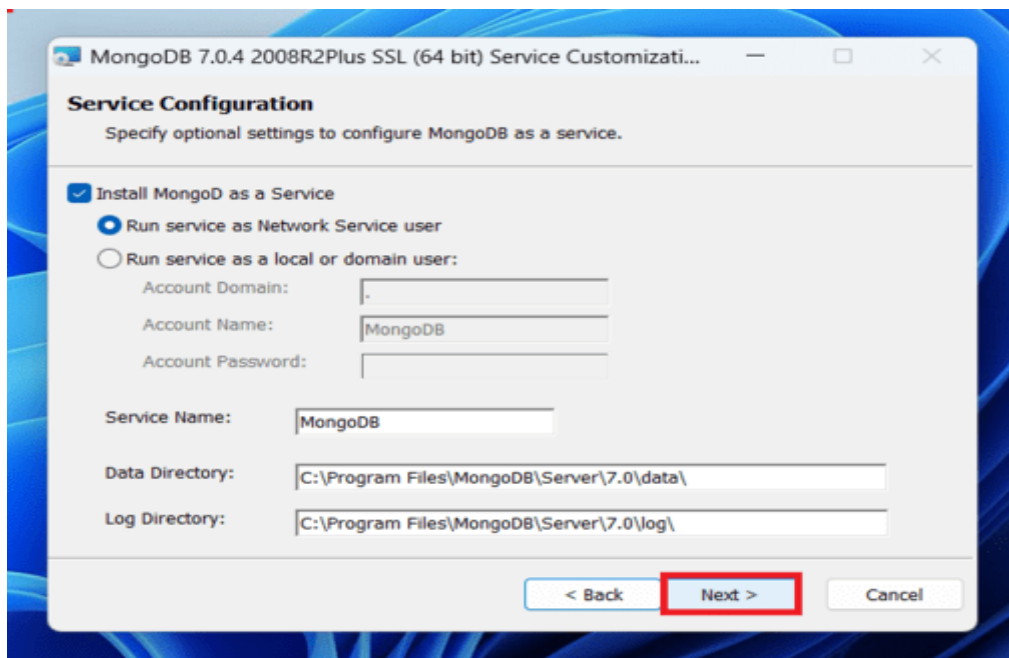 MongoDB 7.0.4 2008R2Plus SSL (64 bit) Service Customizati...
Service Configuration
Specify optional settings to configure MongoDB as a service.
Install MongoD as a Service
Run service as Network Service user
Run service as a local or domain user:
Account Domain: .
Account Name: MongoDB
Account Password:
Service Name: MongoDB
Data Directory: C:\Program Files\MongoDB\Server\7.0\data\
Log Directory: C:\Program Files\MongoDB\Server\7.0\log\
< Back Next > Cancel